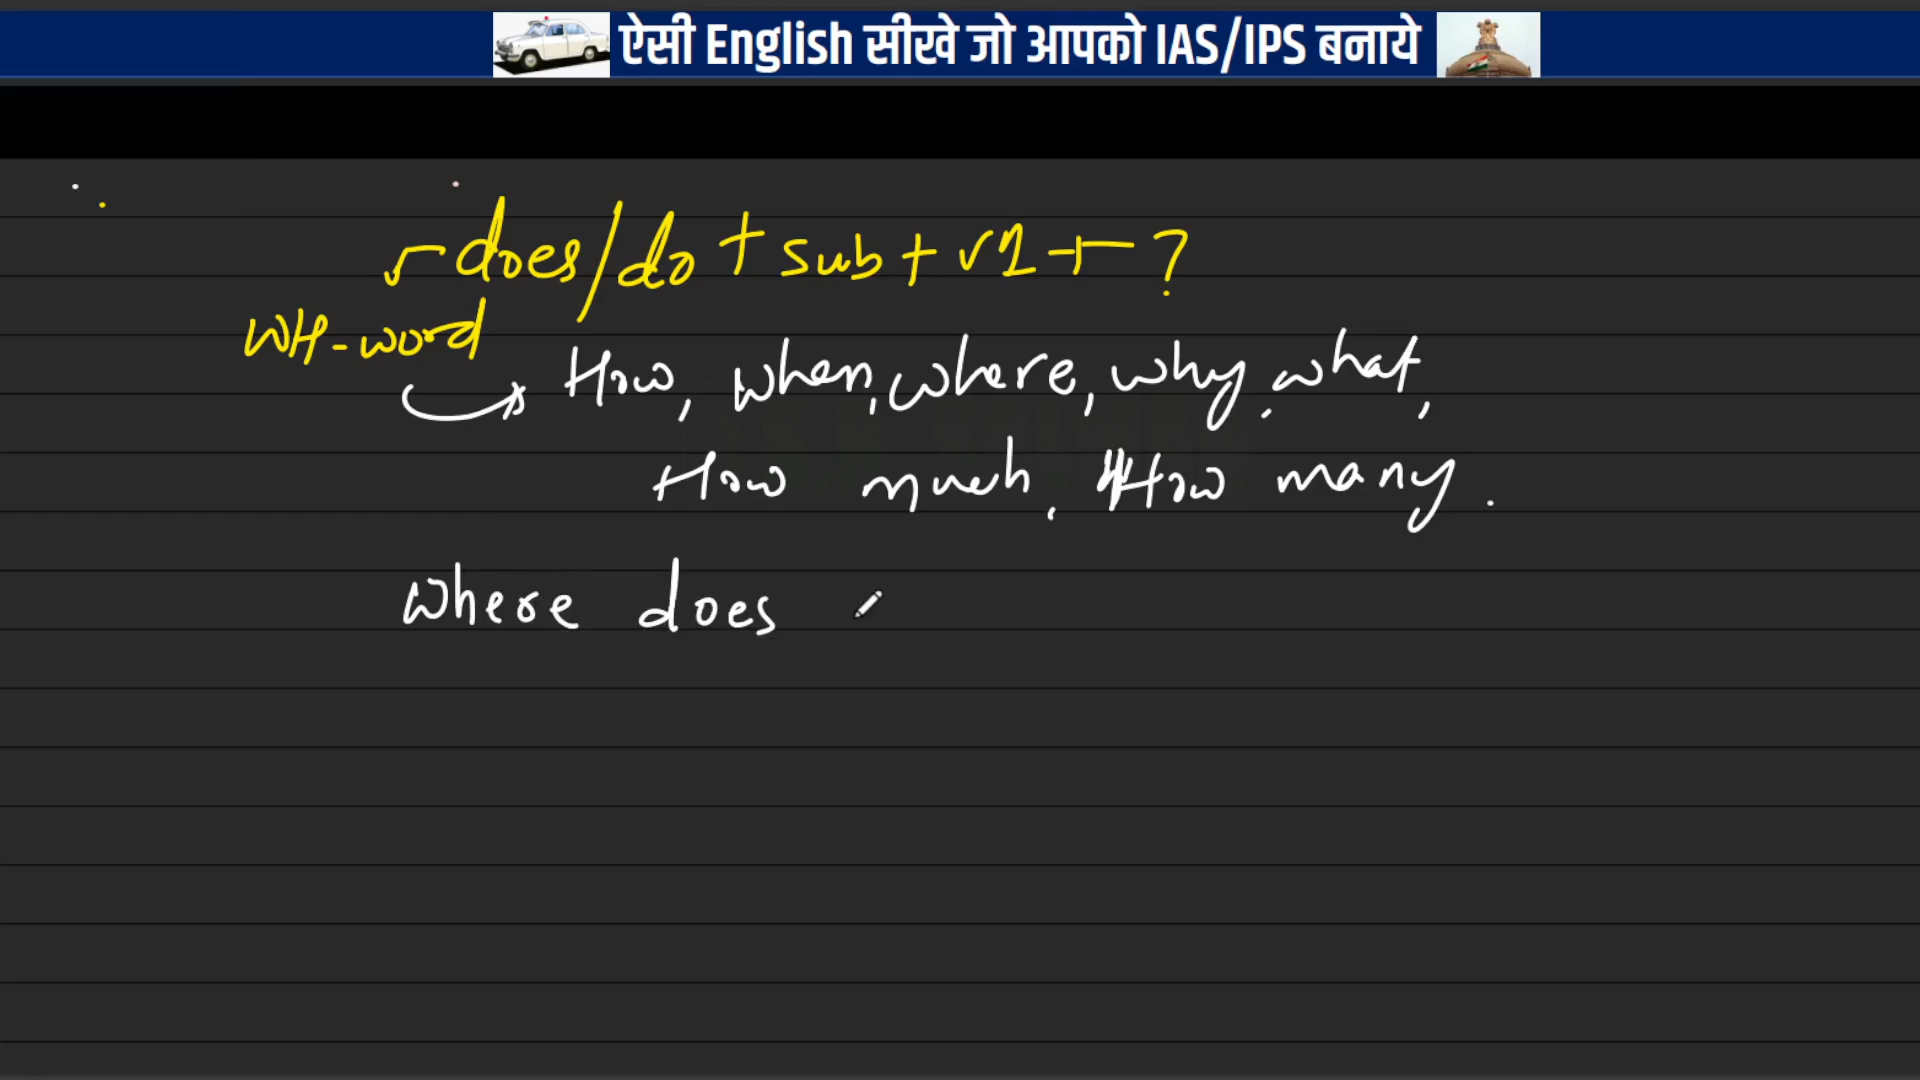 ऐसी English सीखे जो आपको IAS/IPS बनाये
does/do + sub + v1 + ?
WH-word
How, when, where, why, what,
How much, How many.
where does